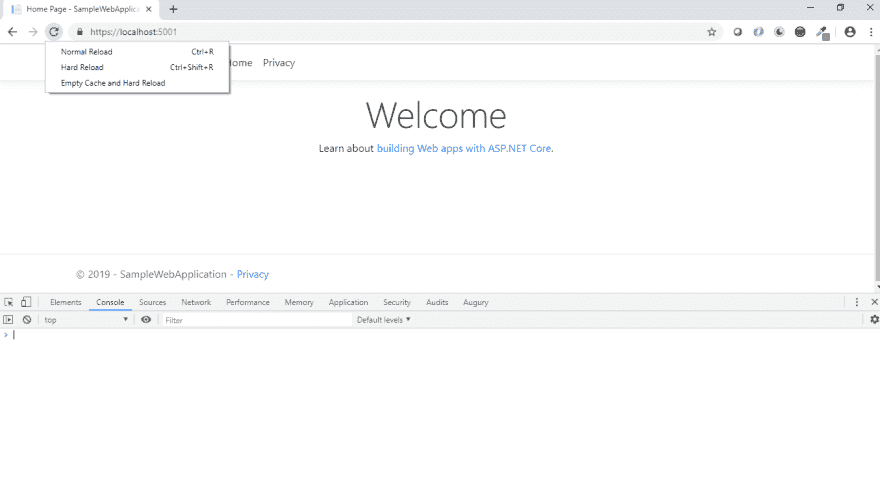 Home Page - SampleWebApplica
https://localhost:5001
Normal Reload Ctrl+R
Hard Reload Ctrl+Shift+R
Empty Cache and Hard Reload
Home Privacy
Welcome
Learn about building Web apps with ASP.NET Core.
© 2019 - SampleWebApplication - Privacy
Elements Console Sources Network Performance Memory Application Security Audits Augury
top Filter Default levels